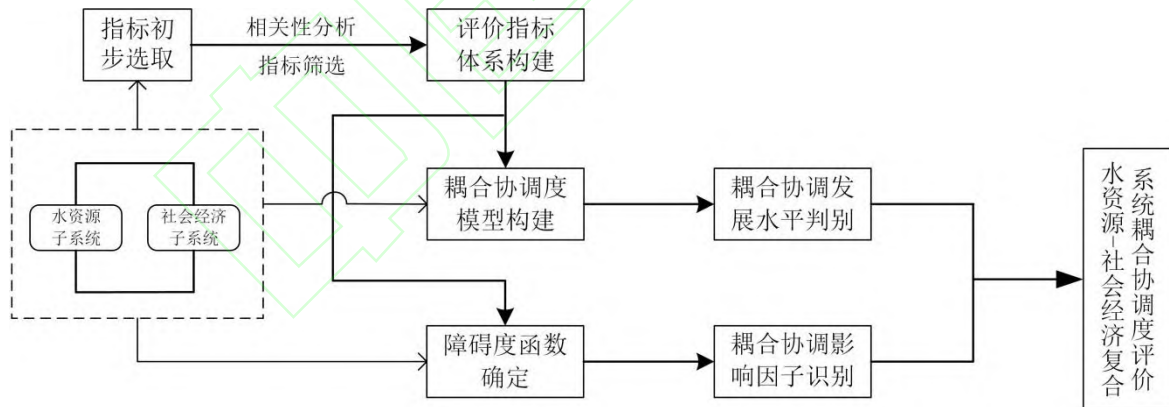 指标初
步选取
相关性分析
指标筛选
评价指标
体系构建
水资源
子系统
社会经济
子系统
耦合协调度
模型构建
耦合协调发
展水平判别
障碍度函数
确定
耦合协调影
响因子识别
水资源-社会经济复合
系统耦合协调度评价